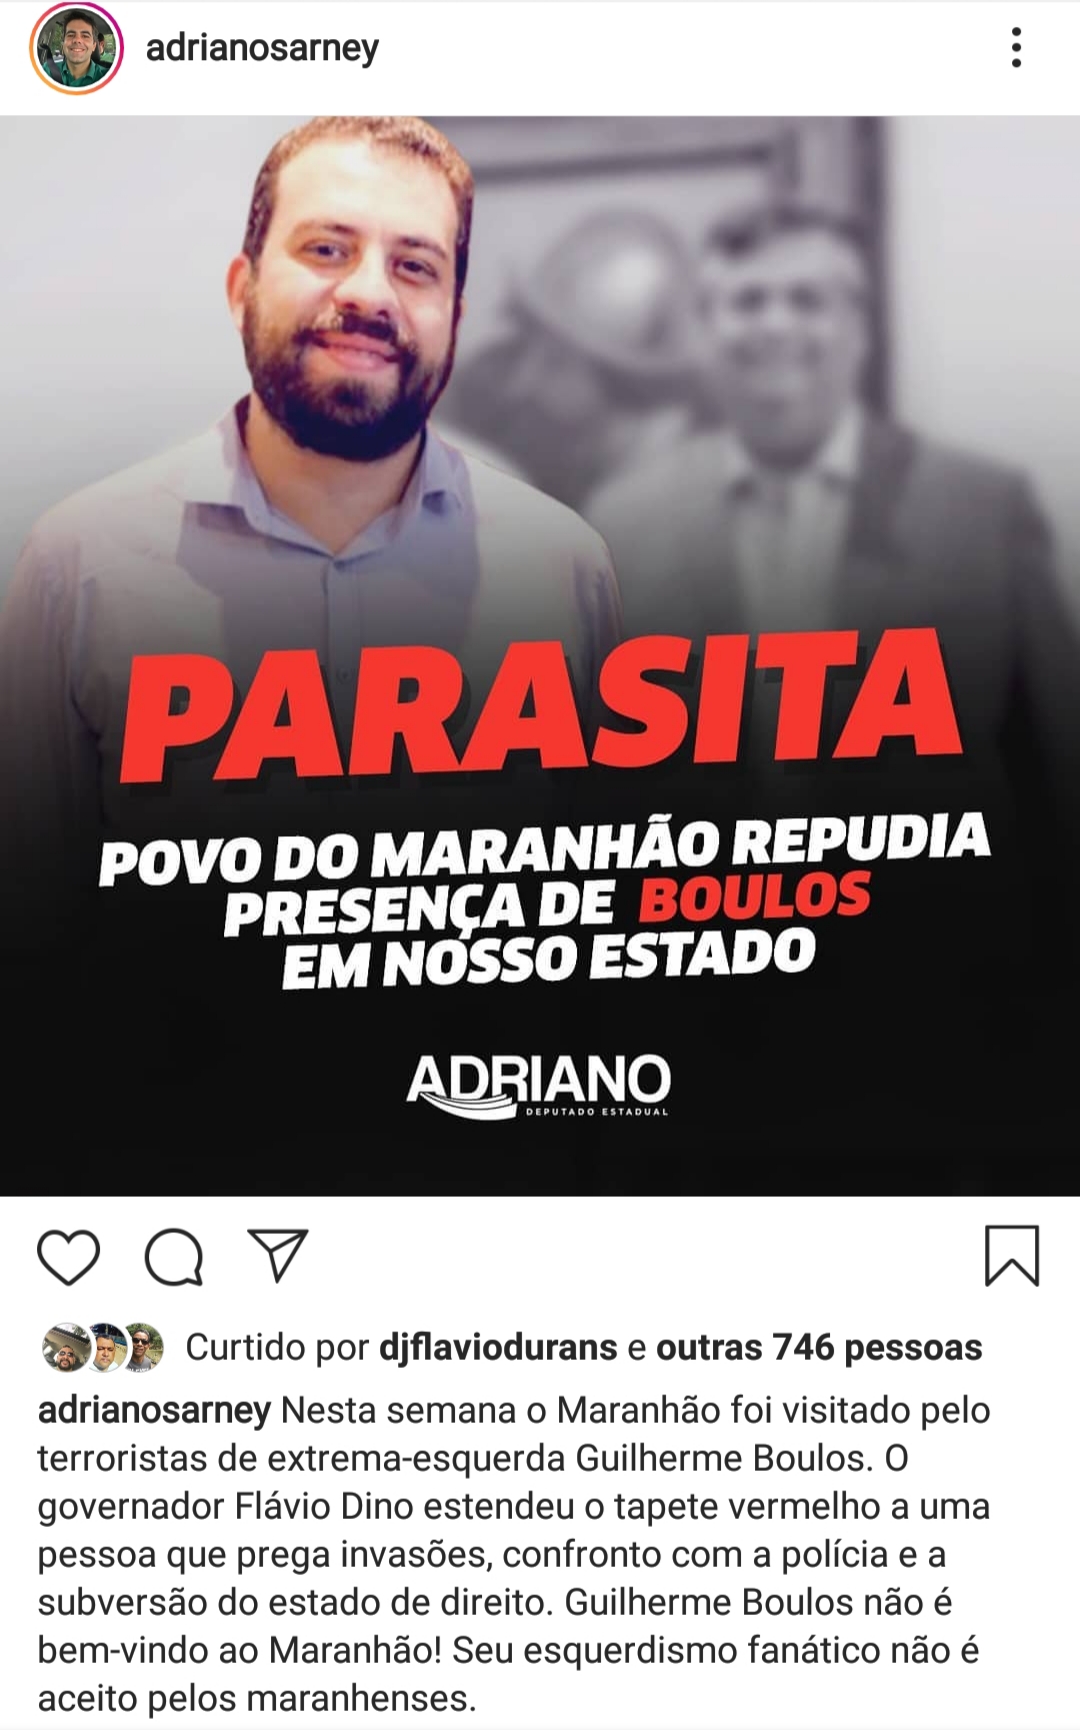 adrianosarney
PARASITA
POVO DO MARANHÃO REPUDIA
PRESENÇA DE BOULOS
EM NOSSO ESTADO
ADRIANO
DEPUTADO ESTADUAL
Curtido por djflaviodurans e outras 746 pessoas
adrianosarney Nesta semana o Maranhão foi visitado pelo
terroristas de extrema-esquerda Guilherme Boulos. O
governador Flávio Dino estendeu o tapete vermelho a uma
pessoa que prega invasões, confronto com a polícia e a
subversão do estado de direito. Guilherme Boulos não é
bem-vindo ao Maranhão! Seu esquerdismo fanático não é
aceito pelos maranhenses.